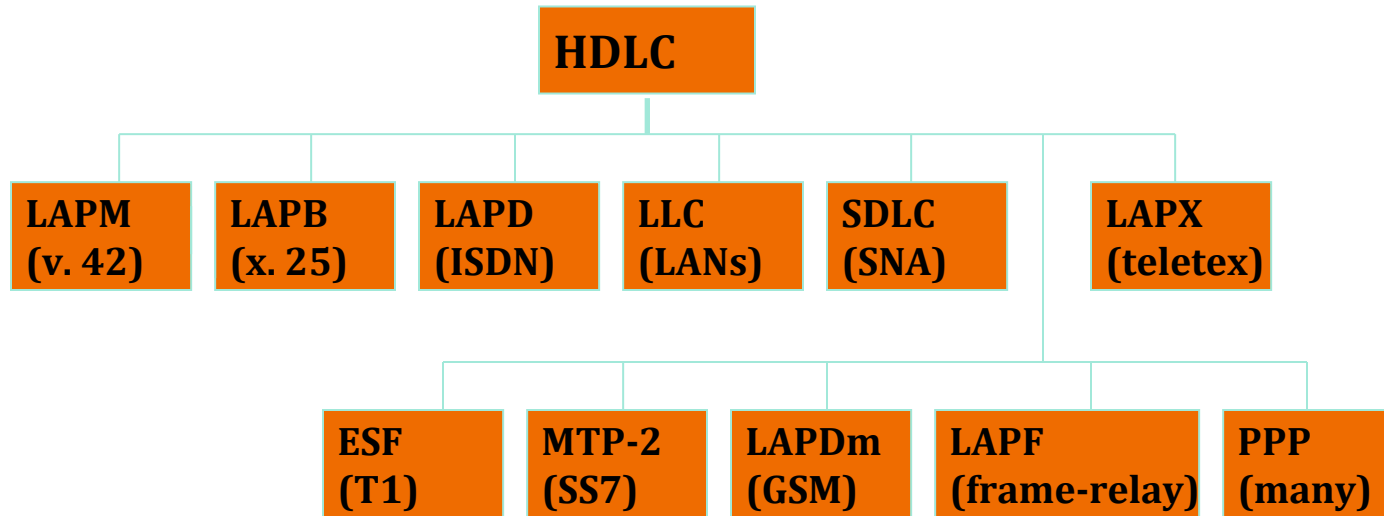 HDLC
LAPM
(v. 42)
LAPB
(x. 25)
LAPD
(ISDN)
LLC
(LANs)
SDLC
(SNA)
LAPX
(teletex)
ESF
(T1)
MTP-2
(SS7)
LAPDm
(GSM)
LAPF
(frame-relay)
PPP
(many)